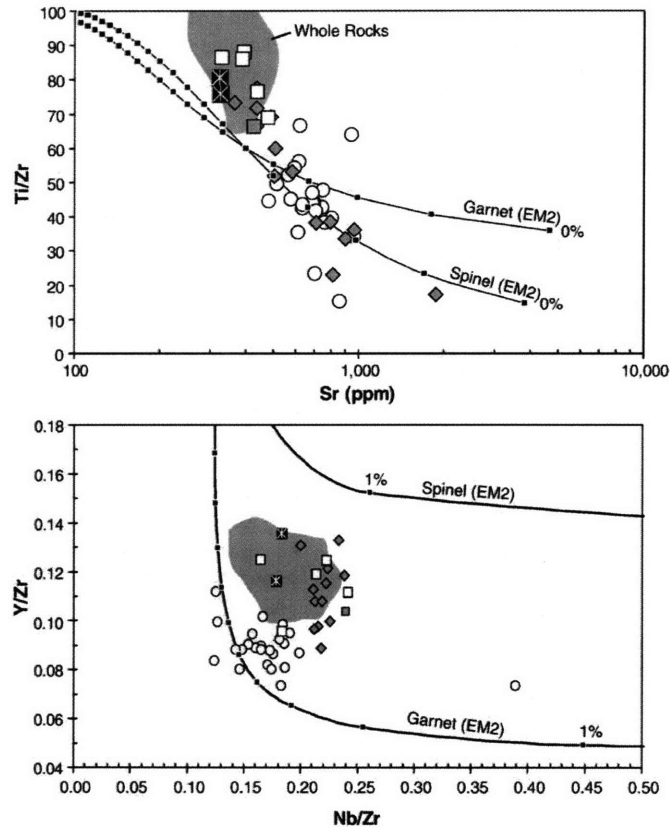 100
90
80
70
60
50
40
30
20
10
0
Ti/Zr
Whole Rocks
Garnet (EM2)
0%
Spinel (EM2)
0%
100
1,000
10,000
Sr (ppm)
0.18
0.16
0.14
0.12
0.10
0.08
0.06
0.04
Y/Zr
1%
Spinel (EM2)
Garnet (EM2)
1%
0.00 0.05 0.10 0.15 0.20 0.25 0.30 0.35 0.40 0.45 0.50
Nb/Zr